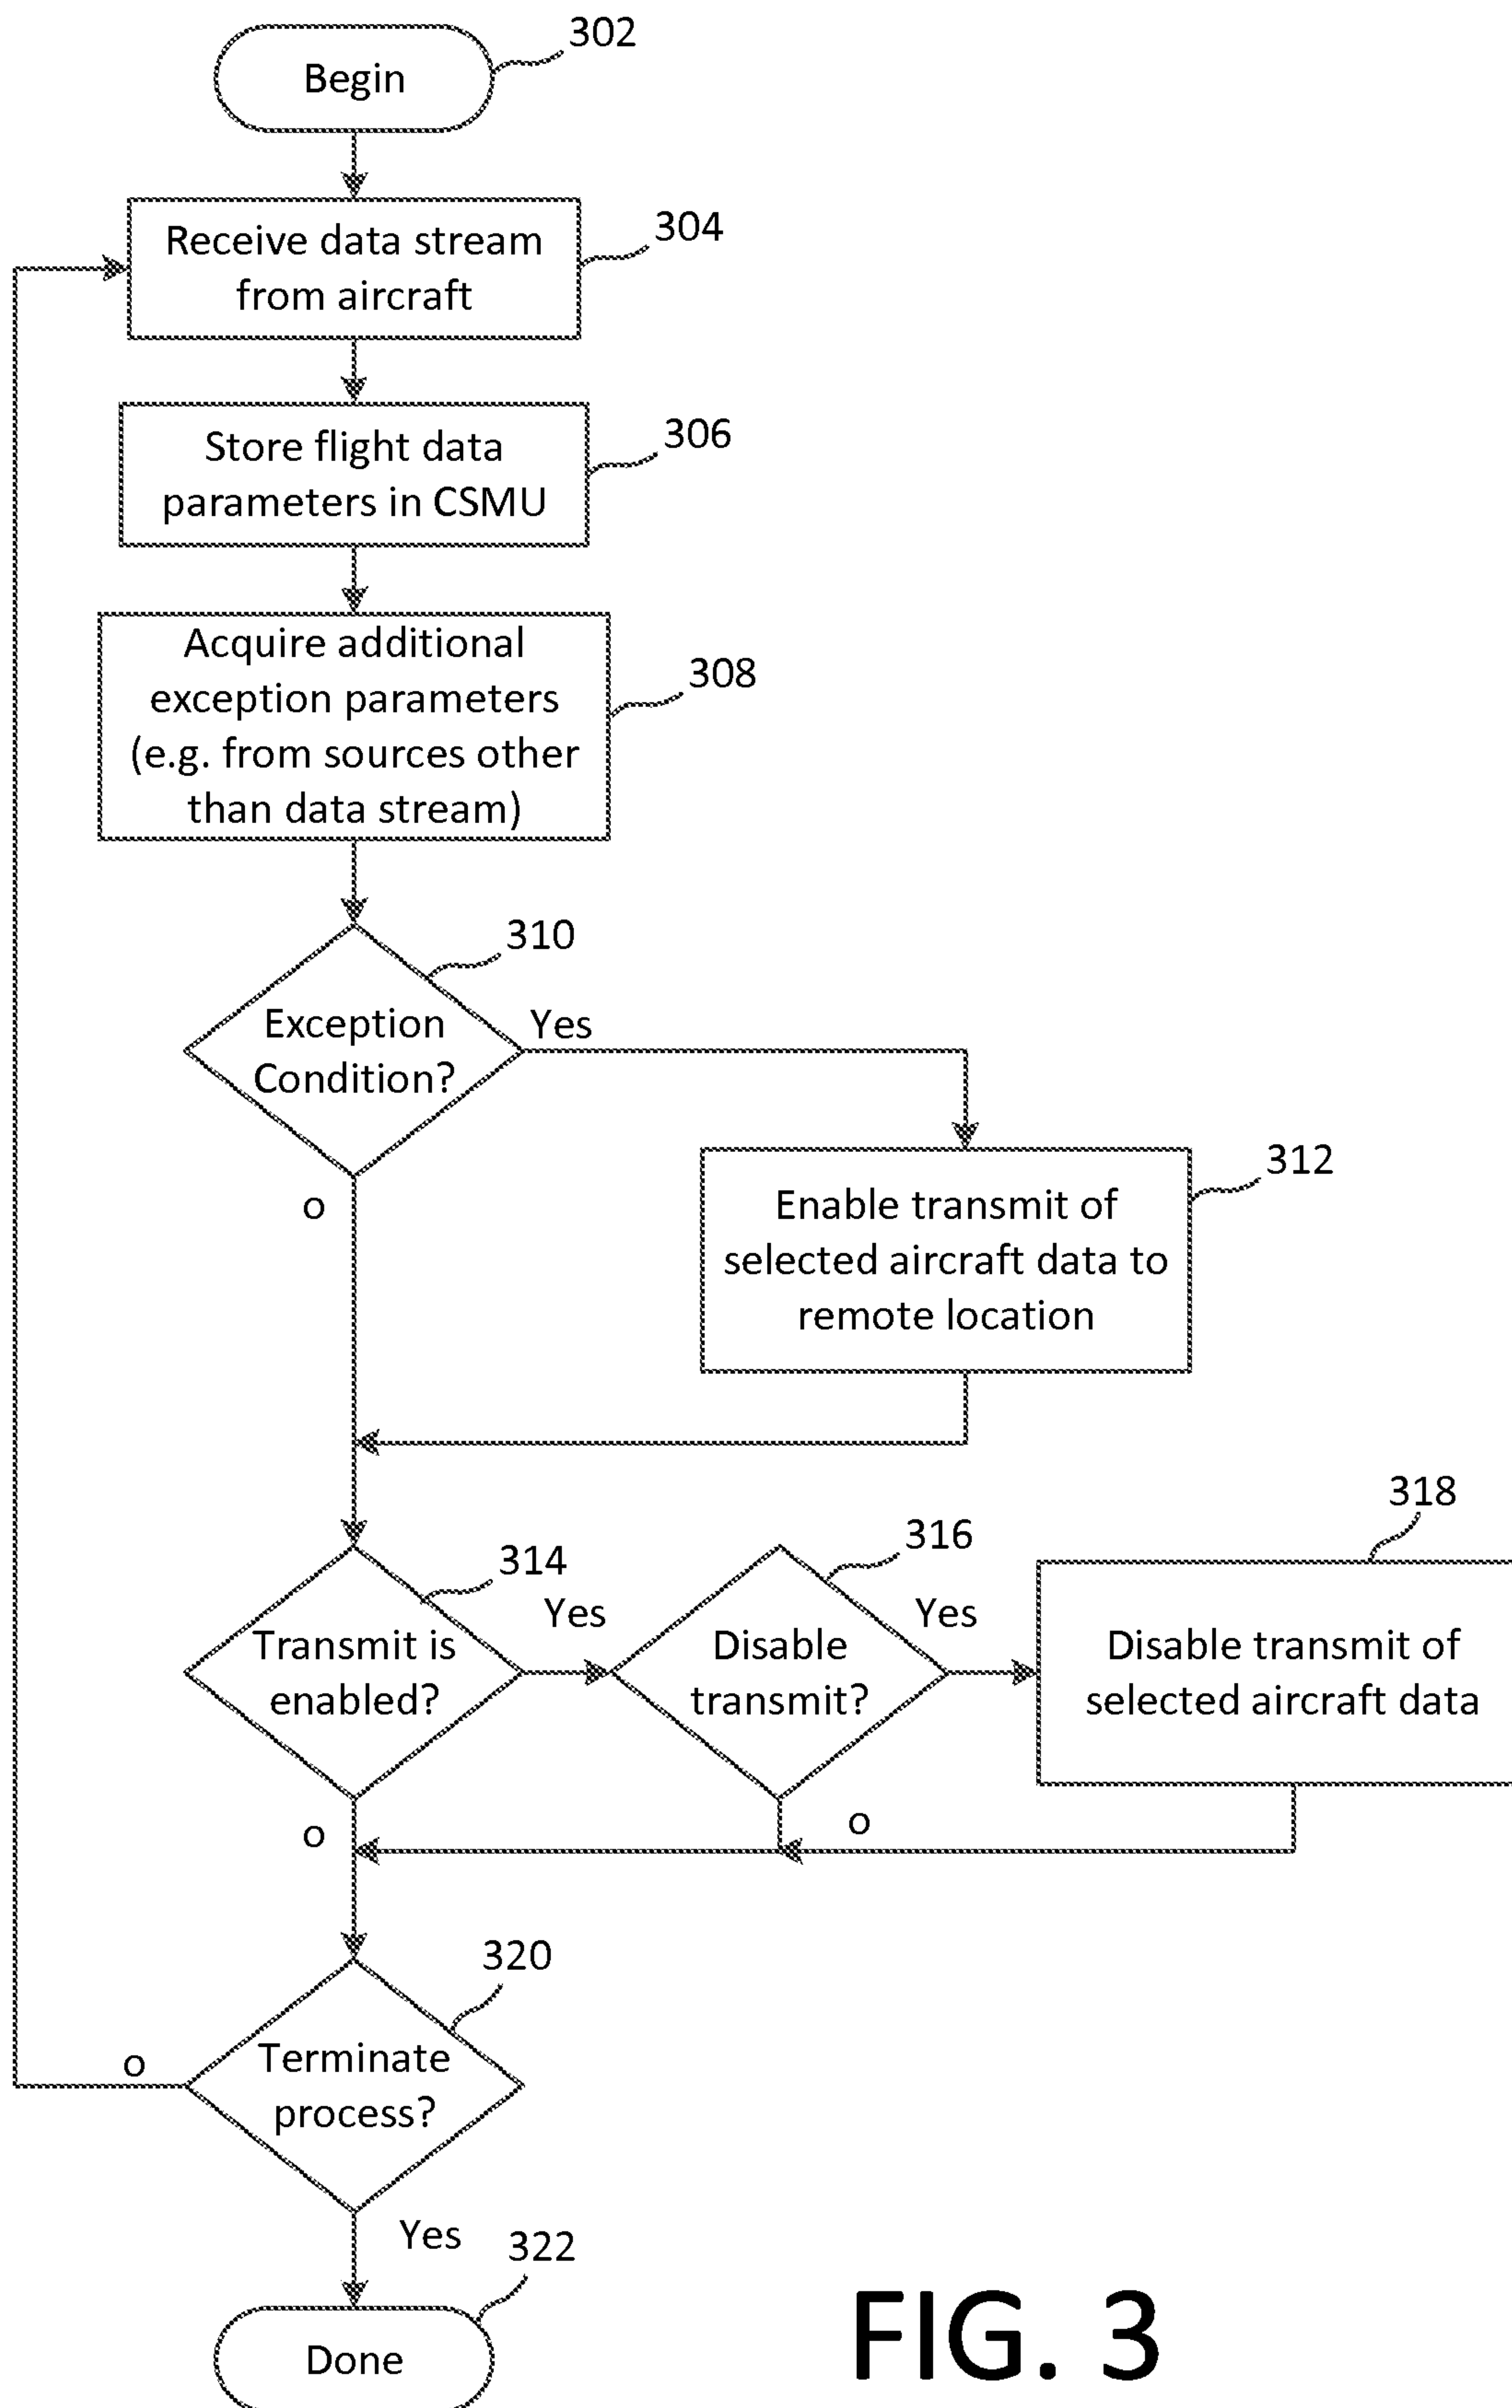 302
Begin
304
Receive data stream
from aircraft
306
Store flight data
parameters in CSMU
308
Acquire additional
exception parameters
(e.g. from sources other
than data stream)
310
Exception
Condition?
Yes
o
312
Enable transmit of
selected aircraft data to
remote location
314
Transmit is
enabled?
Yes
o
316
Disable
transmit?
Yes
o
318
Disable transmit of
selected aircraft data
320
Terminate
process?
o
Yes
322
Done
FIG. 3